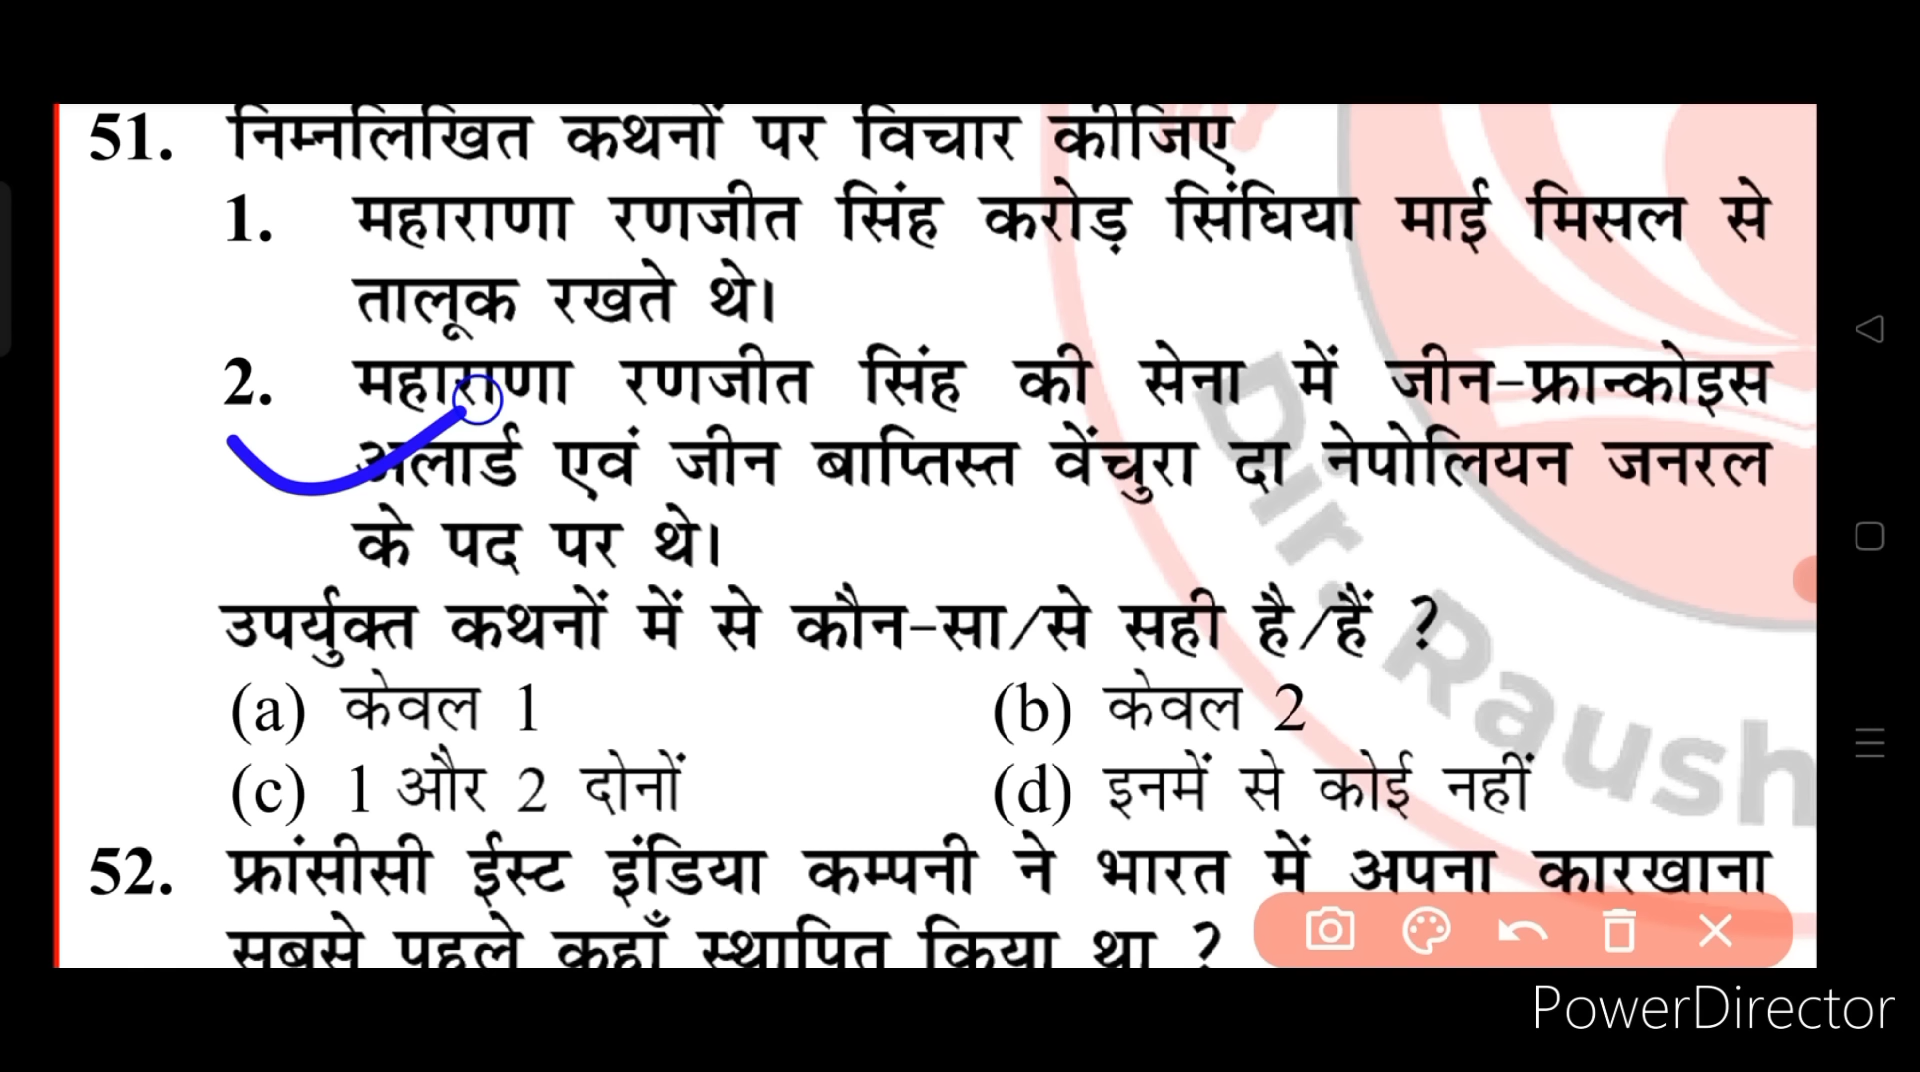 51. निम्नलिखित कथनों पर विचार कीजिए
1. महाराणा रणजीत सिंह करोड़ सिंघिया माई मिसल से
तालूक रखते थे।
2. महाराणा रणजीत सिंह की सेना में जीन-फ्रान्कोइस
अलार्ड एवं जीन बाप्तिस्त वेंचुरा दा नेपोलियन जनरल
के पद पर थे।
उपर्युक्त कथनों में से कौन-सा/से सही है/हैं ?
(a) केवल 1 (b) केवल 2
(c) 1 और 2 दोनों (d) इनमें से कोई नहीं
52. फ्रांसीसी ईस्ट इंडिया कम्पनी ने भारत में अपना कारखाना
सबसे पहले कहाँ स्थापित किया था ?
Dir. Raush
PowerDirector